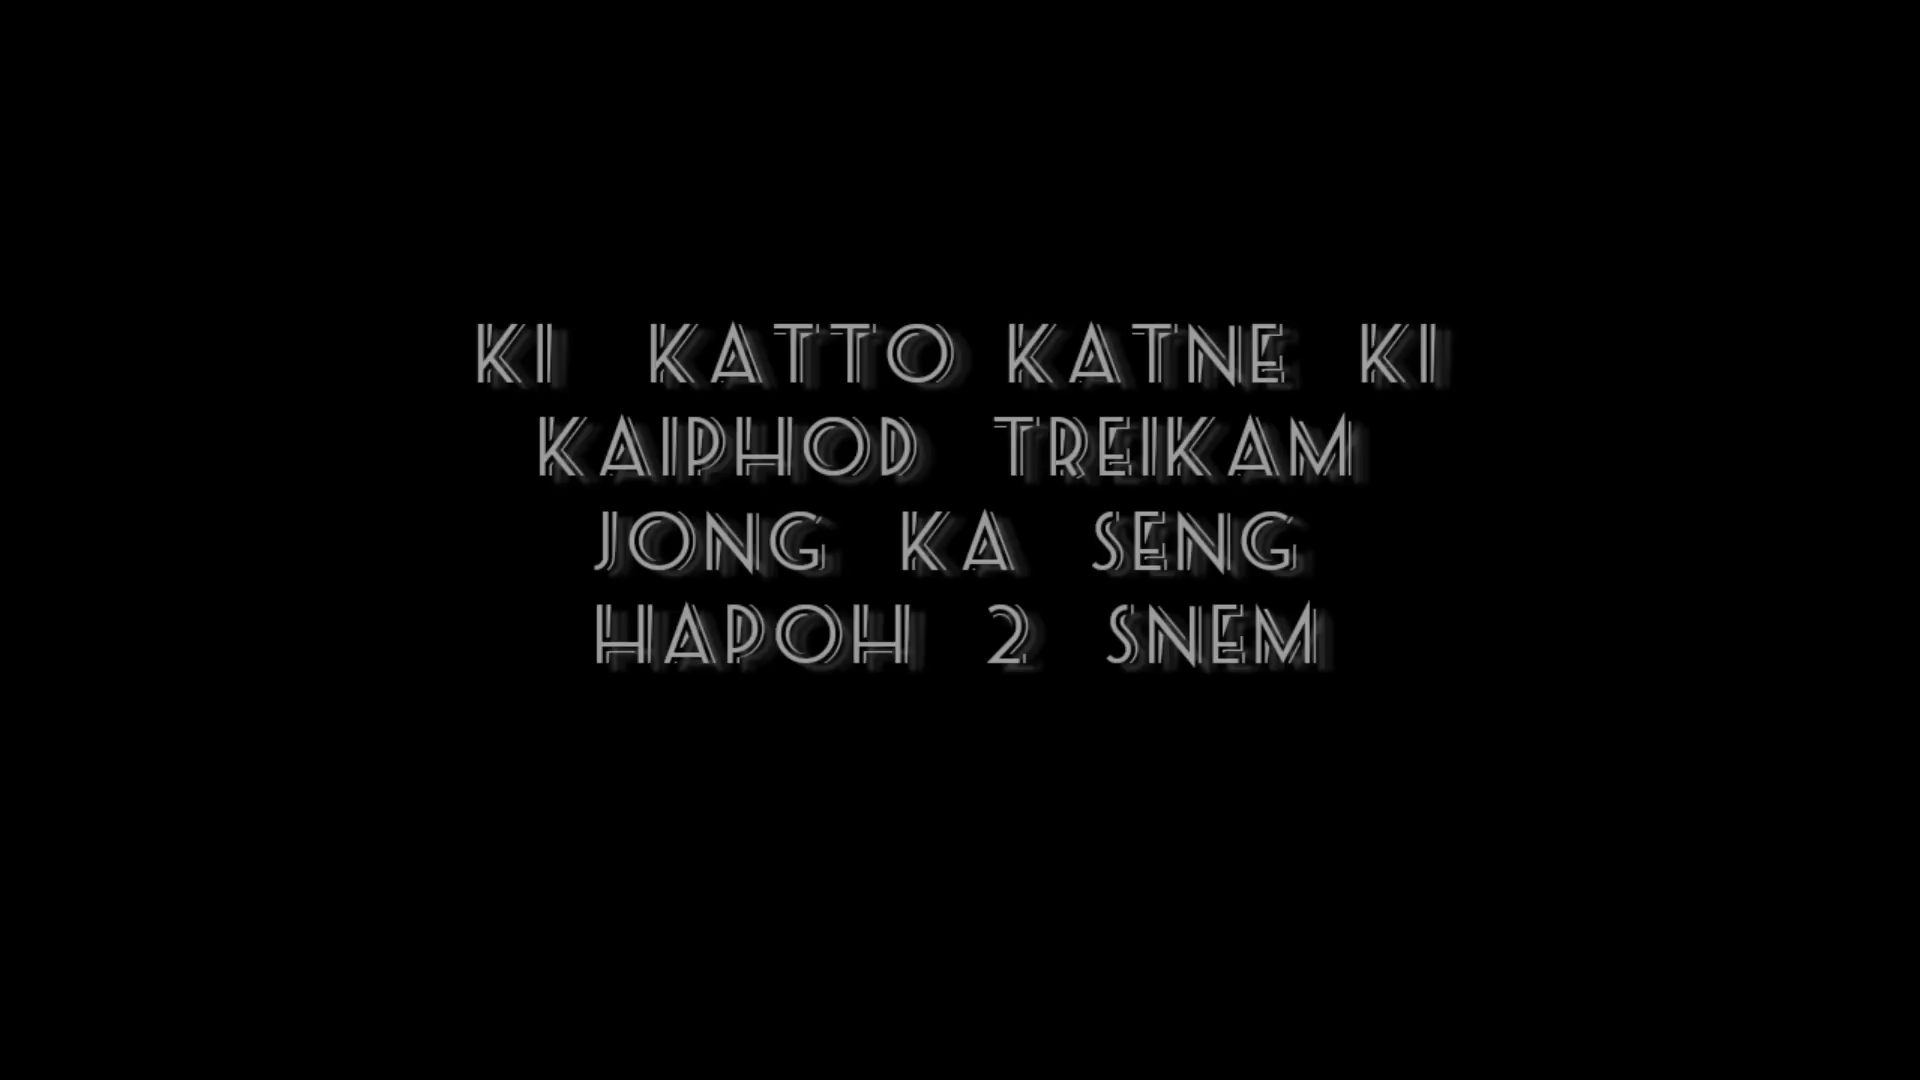 KI KATTO KATNE KI
KAIPHOD TREIKAM
JONG KA SENG
HAPOH 2 SNEM